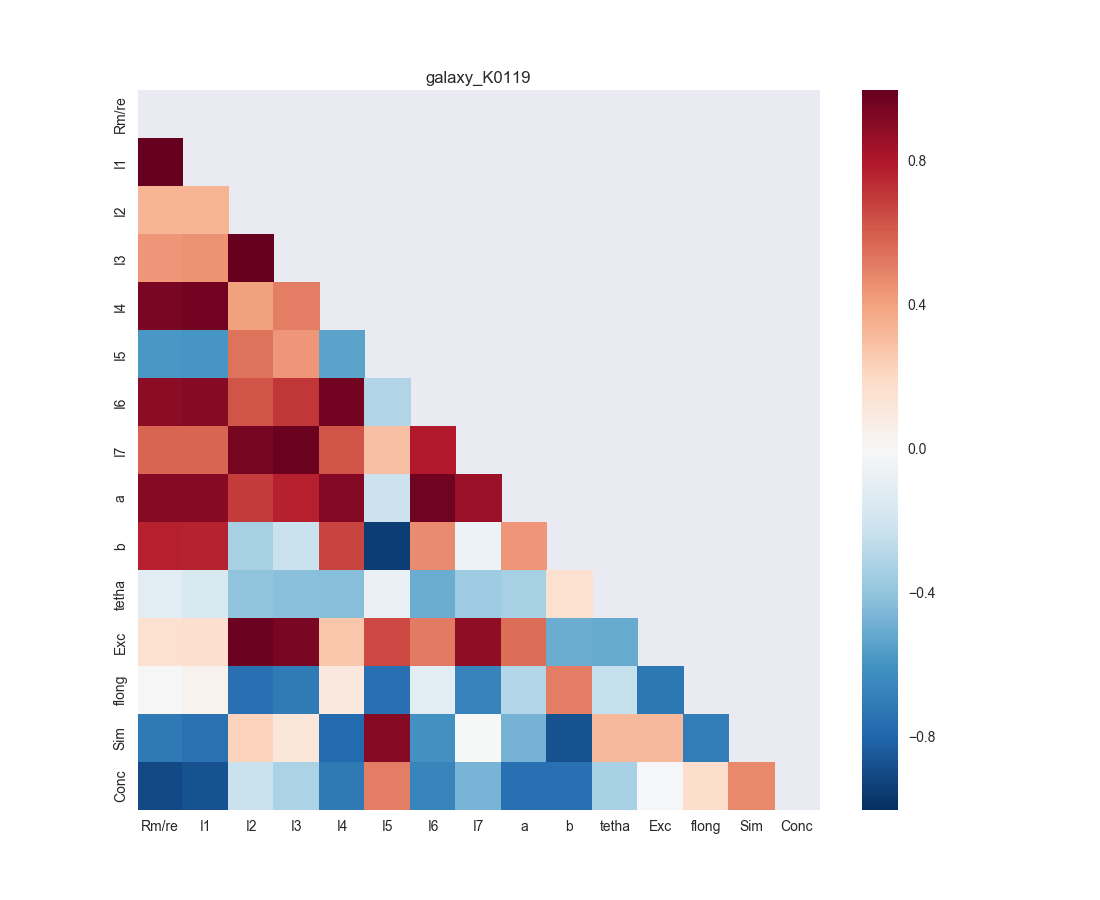 galaxy_K0119
Rm/re
I1
I2
I3
I4
I5
I6
I7
a
b
tetha
Exc
flong
Sim
Conc
Rm/re I1 I2 I3 I4 I5 I6 I7 a b tetha Exc flong Sim Conc
0.8
0.4
0.0
−0.4
−0.8